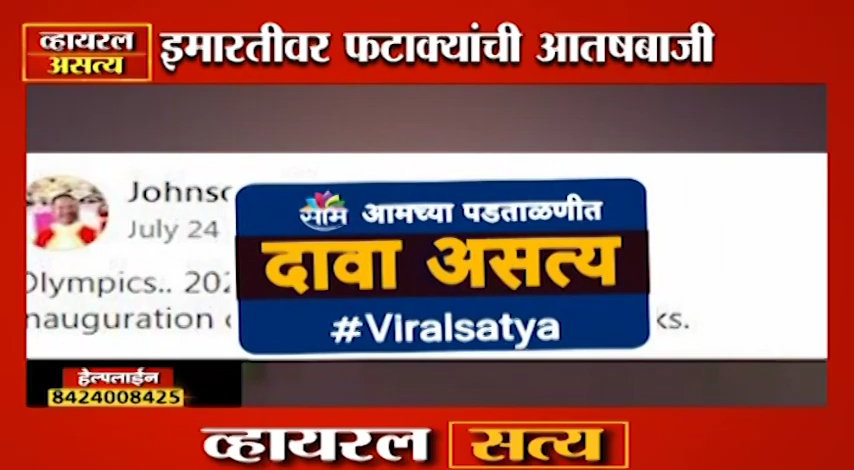 व्हायरल
असत्य
इमारतीवर फटाक्यांची आतषबाजी
Johnsc
July 24
साम आमच्या पडताळणीत
दावा असत्य
#Viralsatya
Olympics.. 202
nauguration ks.
हेल्पलाईन
8424008425
व्हायरल सत्य